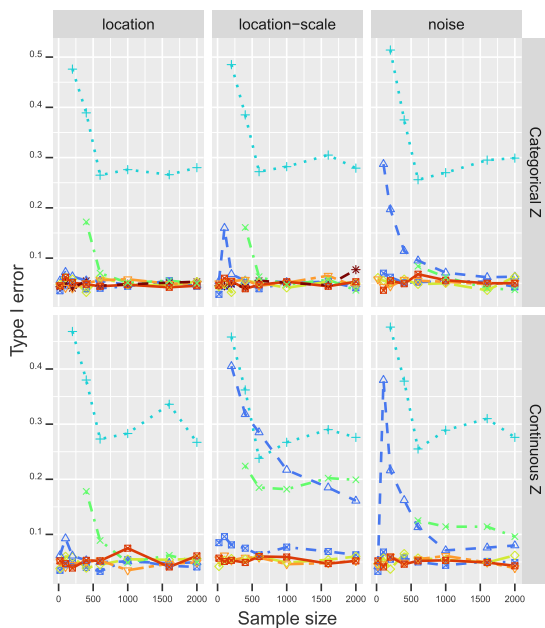 location location−scale noise
0.5
0.4
0.3
0.2
0.1
Categorical Z
Type I error
0.4
0.3
0.2
0.1
Continuous Z
0 500 1000 1500 2000 0 500 1000 1500 2000 0 500 1000 1500 2000
Sample size